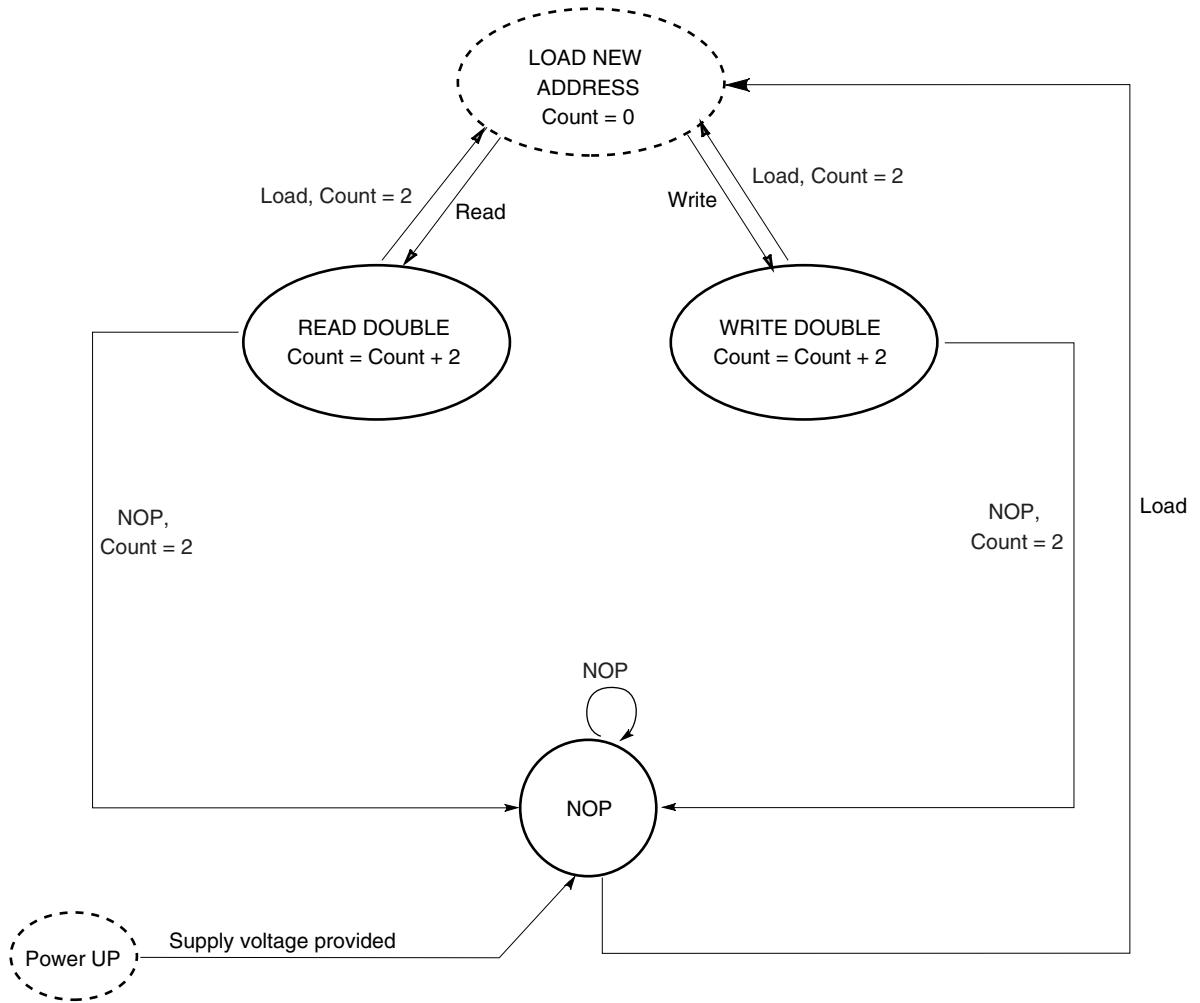 LOAD NEW
ADDRESS
Count = 0
Load, Count = 2
Read
Write
Load, Count = 2
READ DOUBLE
Count = Count + 2
WRITE DOUBLE
Count = Count + 2
NOP,
Count = 2
NOP,
Count = 2
Load
NOP
NOP
Supply voltage provided
Power UP